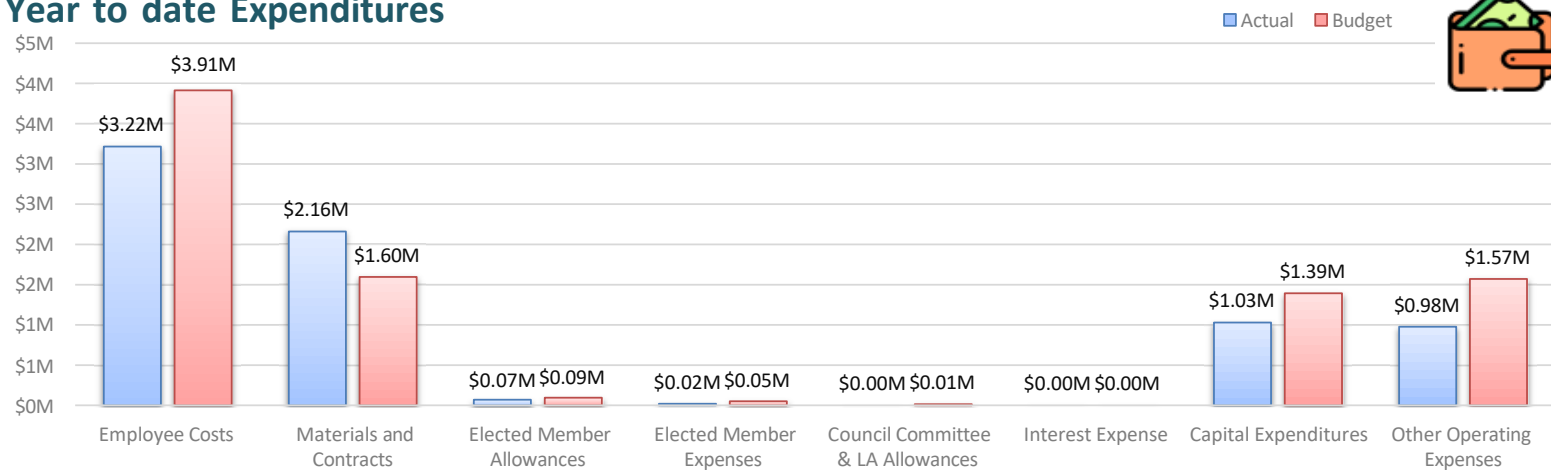 Year to date Expenditures
Actual Budget
$5M
$4M
$4M
$3M
$3M
$2M
$2M
$1M
$1M
$0M
$3.22M
$3.91M
$2.16M
$1.60M
$0.07M $0.09M
$0.02M $0.05M
$0.00M $0.01M
$0.00M $0.00M
$1.03M
$1.39M
$0.98M
$1.57M
Employee Costs
Materials and
Contracts
Elected Member
Allowances
Elected Member
Expenses
Council Committee
& LA Allowances
Interest Expense
Capital Expenditures
Other Operating
Expenses